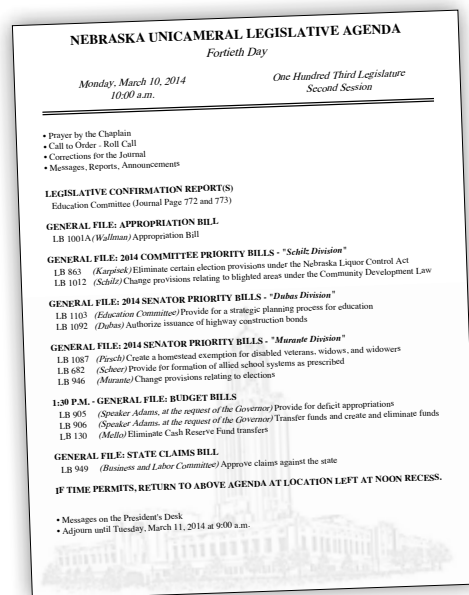 NEBRASKA UNICAMERAL LEGISLATIVE AGENDA
Fortieth Day
Monday, March 10, 2014
10:00 a.m.
One Hundred Third Legislature
Second Session
• Prayer by the Chaplain
• Call to Order - Roll Call
• Corrections for the Journal
• Messages, Reports, Announcements
LEGISLATIVE CONFIRMATION REPORT(S)
Education Committee (Journal Page 772 and 773)
GENERAL FILE: APPROPRIATION BILL
LB 1001A (Wallman) Appropriation Bill
GENERAL FILE: 2014 COMMITTEE PRIORITY BILLS - "Schilz Division"
LB 863 (Karpisek) Eliminate certain election provisions under the Nebraska Liquor Control Act
LB 1012 (Schilz) Change provisions relating to blighted areas under the Community Development Law
GENERAL FILE: 2014 SENATOR PRIORITY BILLS - "Dubas Division"
LB 1103 (Education Committee) Provide for a strategic planning process for education
LB 1092 (Dubas) Authorize issuance of highway construction bonds
GENERAL FILE: 2014 SENATOR PRIORITY BILLS - "Murante Division"
LB 1087 (Pirsch) Create a homestead exemption for disabled veterans, widows, and widowers
LB 682 (Scheer) Provide for formation of allied school systems as prescribed
LB 946 (Murante) Change provisions relating to elections
1:30 P.M. - GENERAL FILE: BUDGET BILLS
LB 905 (Speaker Adams, at the request of the Governor) Provide for deficit appropriations
LB 906 (Speaker Adams, at the request of the Governor) Transfer funds and create and eliminate funds
LB 130 (Mello) Eliminate Cash Reserve Fund transfers
GENERAL FILE: STATE CLAIMS BILL
LB 949 (Business and Labor Committee) Approve claims against the state
IF TIME PERMITS, RETURN TO ABOVE AGENDA AT LOCATION LEFT AT NOON RECESS.
• Messages on the President's Desk
• Adjourn until Tuesday, March 11, 2014 at 9:00 a.m.